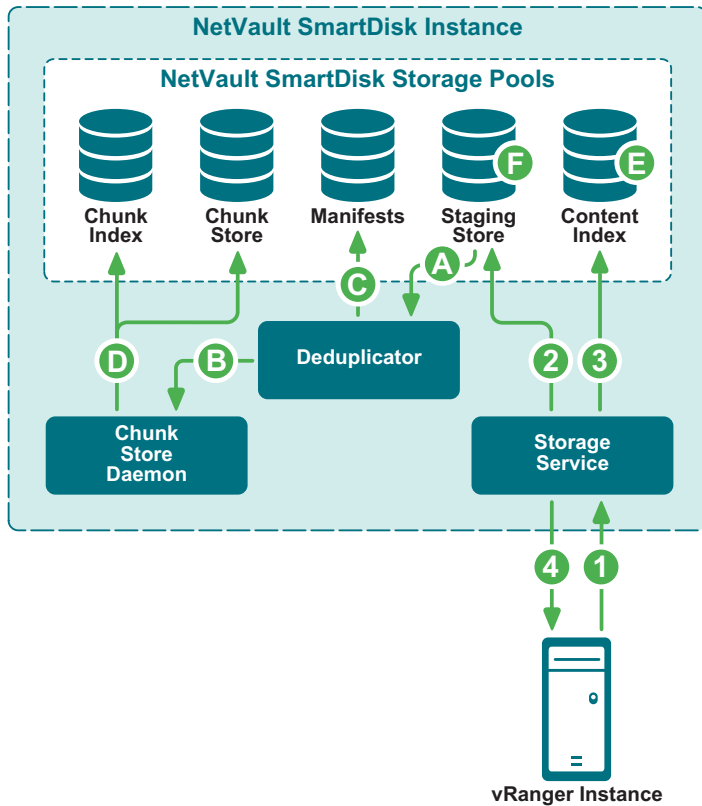 NetVault SmartDisk Instance
NetVault SmartDisk Storage Pools
F
E
Chunk
Index
Chunk
Store
Manifests
Staging
Store
Content
Index
A
C
D
B
Deduplicator
2
3
Chunk
Store
Daemon
Storage
Service
4
1
vRanger Instance